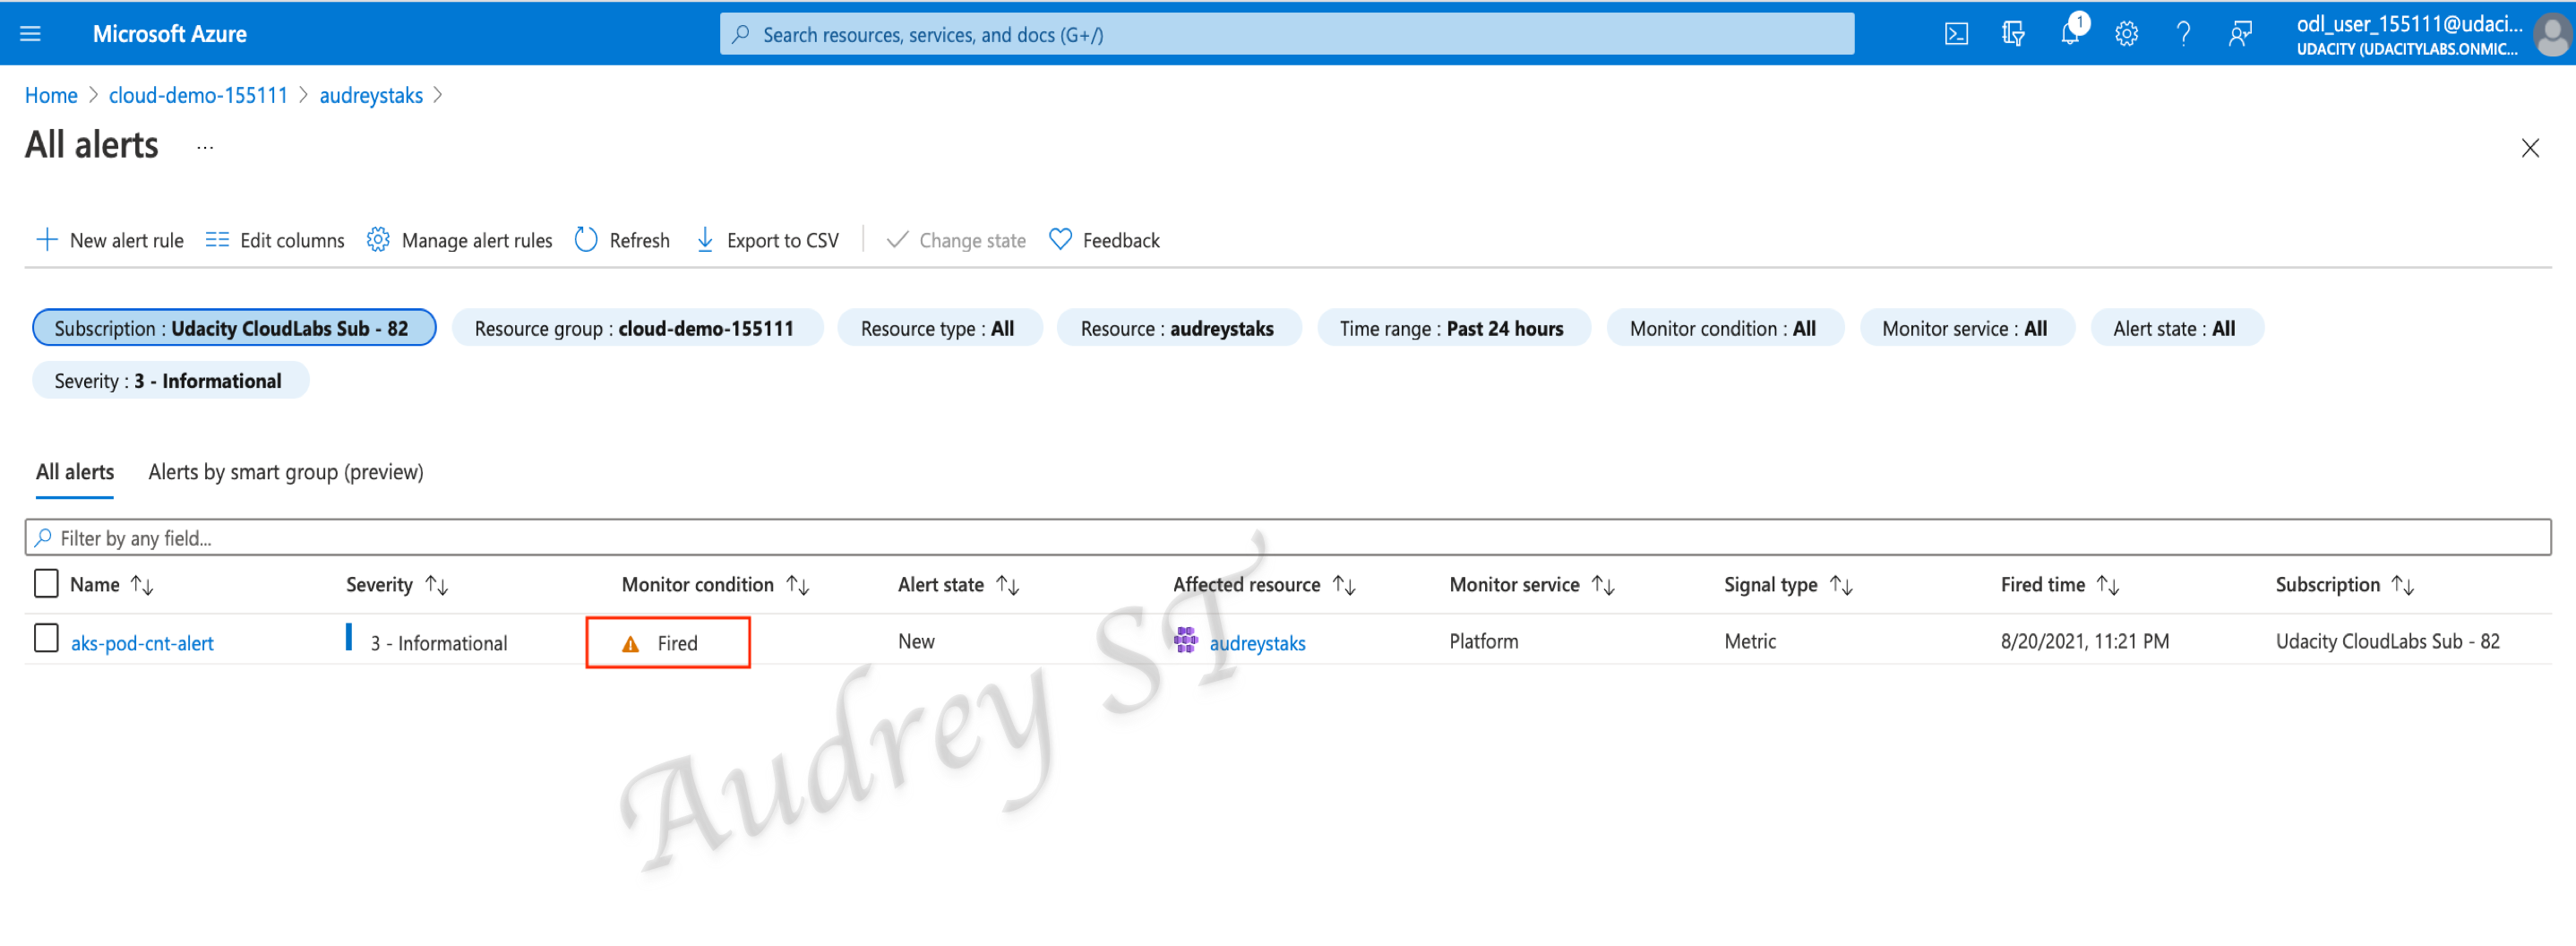 Microsoft Azure
Search resources, services, and docs (G+/)
1
odl_user_155111@udaci...
UDACITY (UDACITYLABS.ONMIC...
Home > cloud-demo-155111 > audreystaks >
All alerts ...
New alert rule Edit columns Manage alert rules Refresh Export to CSV Change state Feedback
Subscription : Udacity CloudLabs Sub - 82 Resource group : cloud-demo-155111 Resource type : All Resource : audreystaks Time range : Past 24 hours Monitor condition : All Monitor service : All Alert state : All
Severity : 3 - Informational
All alerts Alerts by smart group (preview)
Filter by any field...
Name Severity Monitor condition Alert state Affected resource Monitor service Signal type Fired time Subscription
aks-pod-cnt-alert 3 - Informational Fired New audreystaks Platform Metric 8/20/2021, 11:21 PM Udacity CloudLabs Sub - 82
Audrey ST